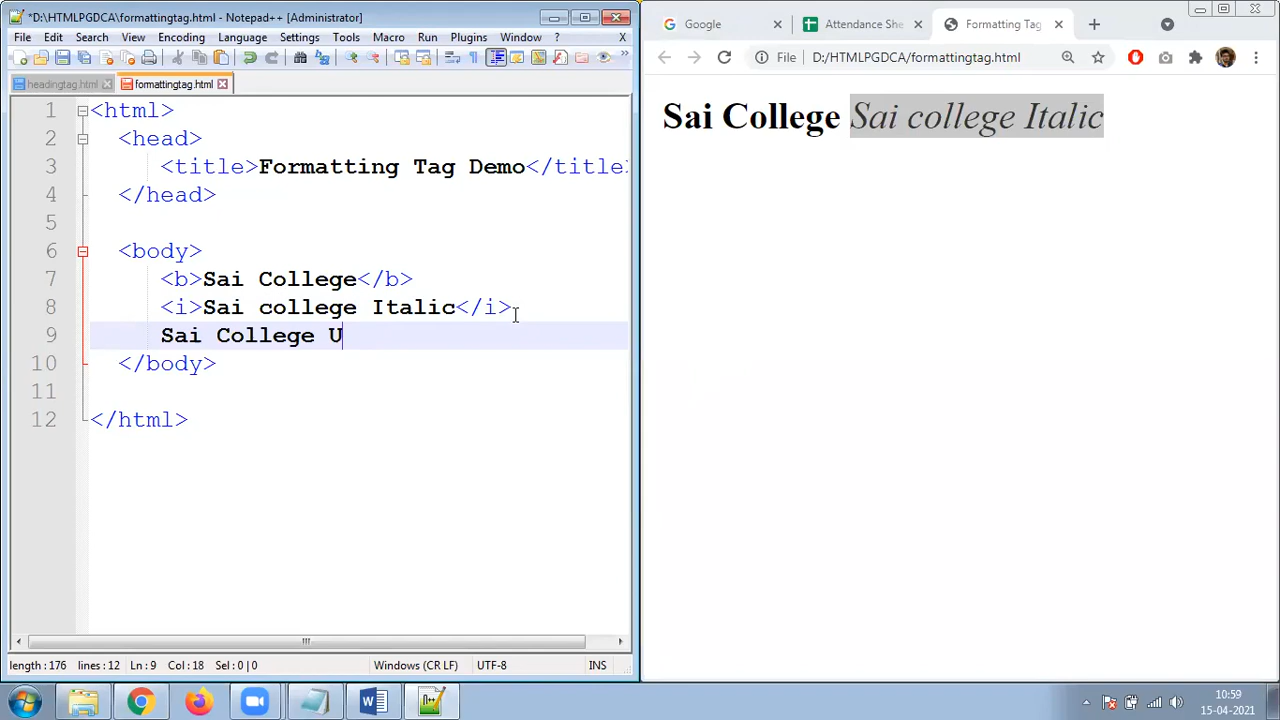 *D:\HTMLPGDCA\formattingtag.html - Notepad++ [Administrator]
File Edit Search View Encoding Language Settings Tools Macro Run Plugins Window ? X
headingtag.html formattingtag.html
1 <html>
2 <head>
3 <title>Formatting Tag Demo</title>
4 </head>
5
6 <body>
7 <b>Sai College</b>
8 <i>Sai college Italic</i>
9 Sai College U
10 </body>
11
12 </html>
length : 176 lines : 12 Ln : 9 Col : 18 Sel : 0 | 0 Windows (CR LF) UTF-8 INS
Google Attendance She Formatting Tag
File D:/HTMLPGDCA/formattingtag.html
Sai College Sai college Italic
10:59
15-04-2021